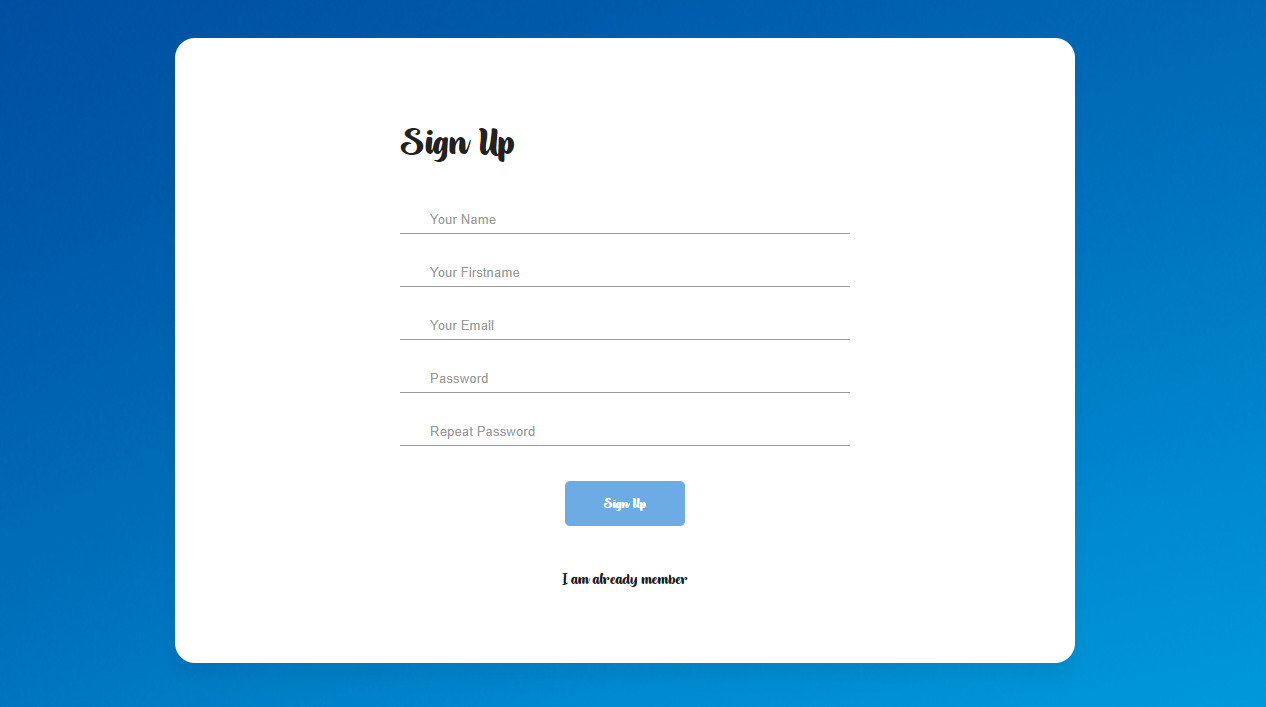 Sign Up
Your Name
Your Firstname
Your Email
Password
Repeat Password
Sign Up
I am already member